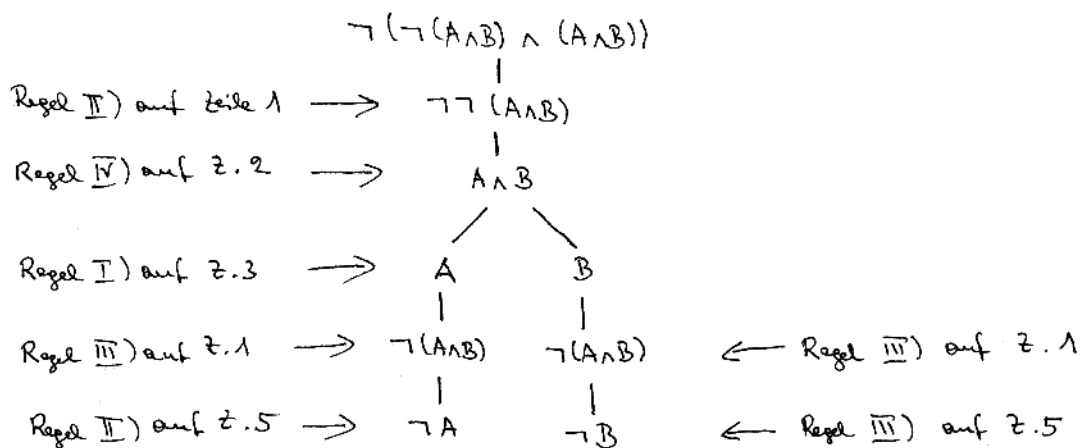 ¬(¬(A∧B) ∧ (A∧B))
Regel II) auf Zeile 1 → ¬¬(A∧B)
Regel IV) auf Z.2 → A∧B
Regel I) auf Z.3 → A B
Regel III) auf Z.1 → ¬(A∧B) ¬(A∧B) ← Regel III) auf Z.1
Regel II) auf Z.5 → ¬A ¬B ← Regel III) auf Z.5